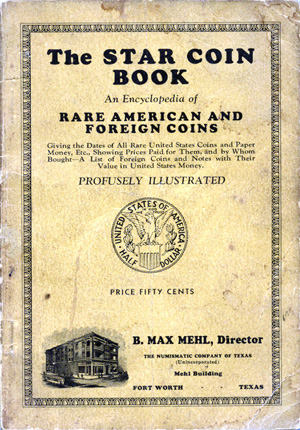 The STAR COIN
BOOK
An Encyclopedia of
RARE AMERICAN AND
FOREIGN COINS
Giving the Dates of All Rare United States Coins and Paper
Money, Etc., Showing Prices Paid for Them, and by Whom
Bought—A List of Foreign Coins and Notes with Their
Value in United States Money.
PROFUSELY ILLUSTRATED
UNITED STATES OF AMERICA
HALF DOLLAR
PRICE FIFTY CENTS
B. MAX MEHL, Director
THE NUMISMATIC COMPANY OF TEXAS
(Unincorporated)
Mehl Building
FORT WORTH - TEXAS